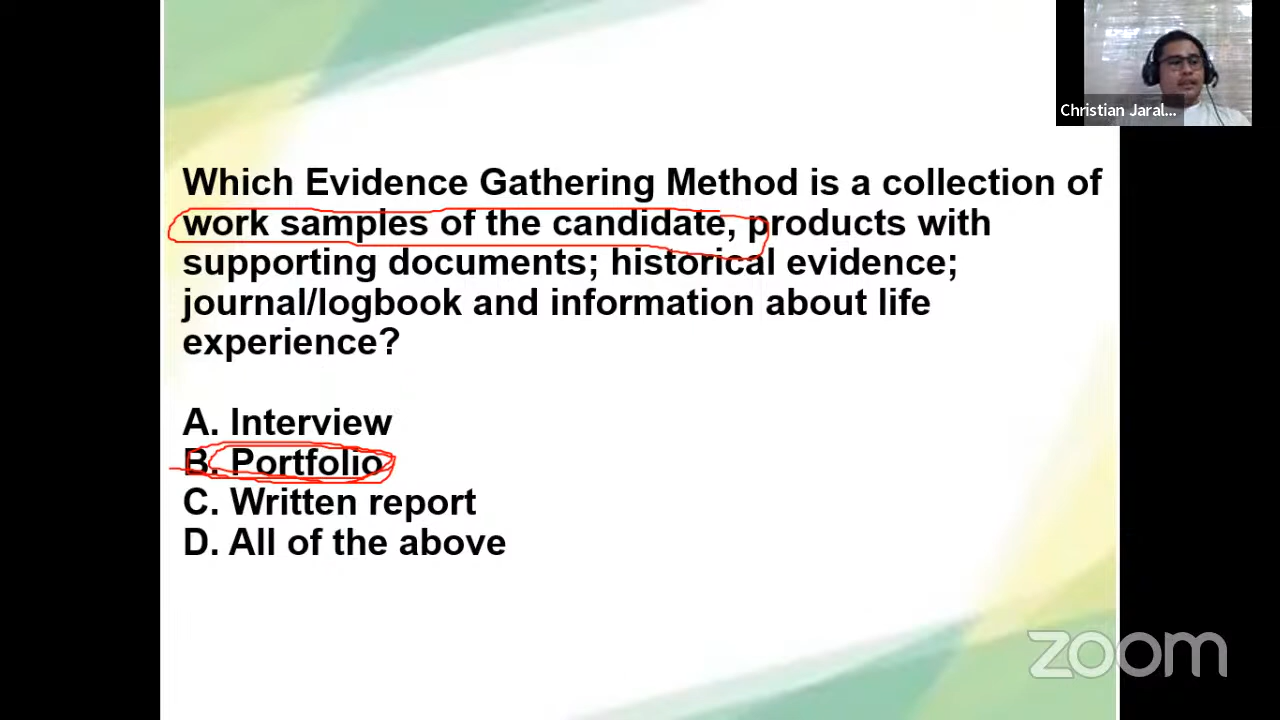 Christian Jaral...
Which Evidence Gathering Method is a collection of
work samples of the candidate, products with
supporting documents; historical evidence;
journal/logbook and information about life
experience?
A. Interview
B. Portfolio
C. Written report
D. All of the above
zoom